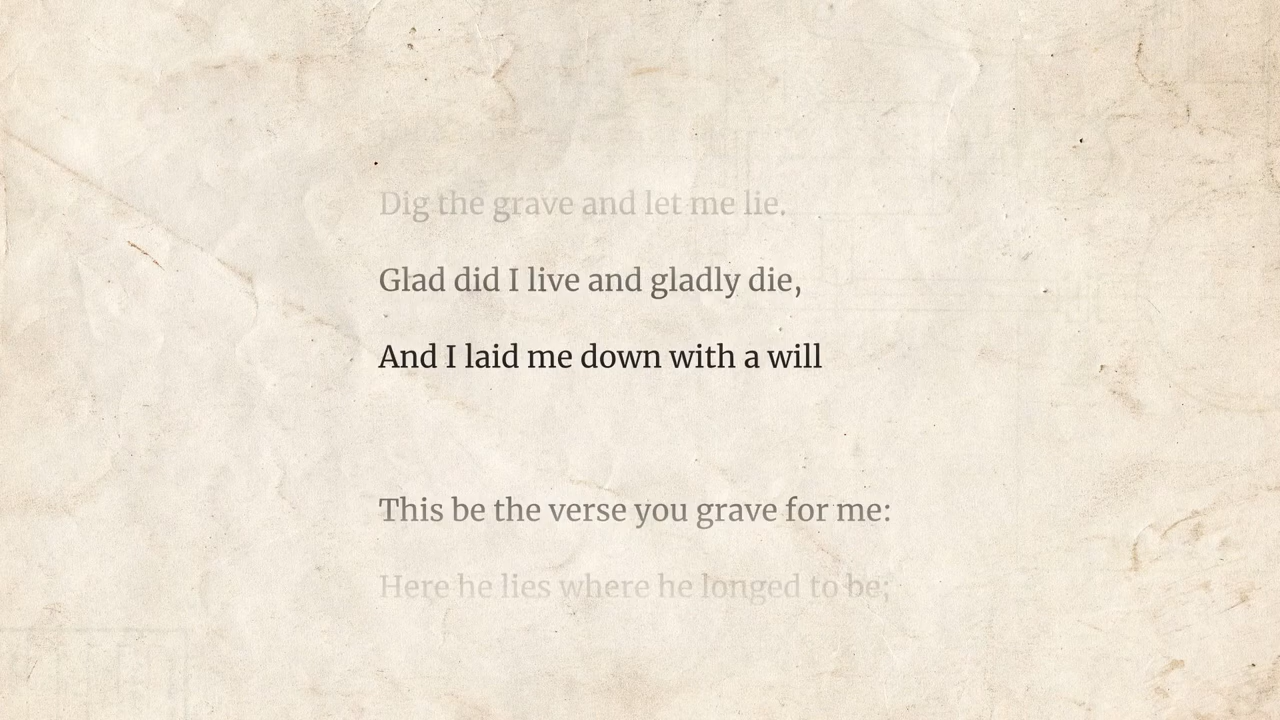 Dig the grave and let me lie.
Glad did I live and gladly die,
And I laid me down with a will
This be the verse you grave for me:
Here he lies where he longed to be;